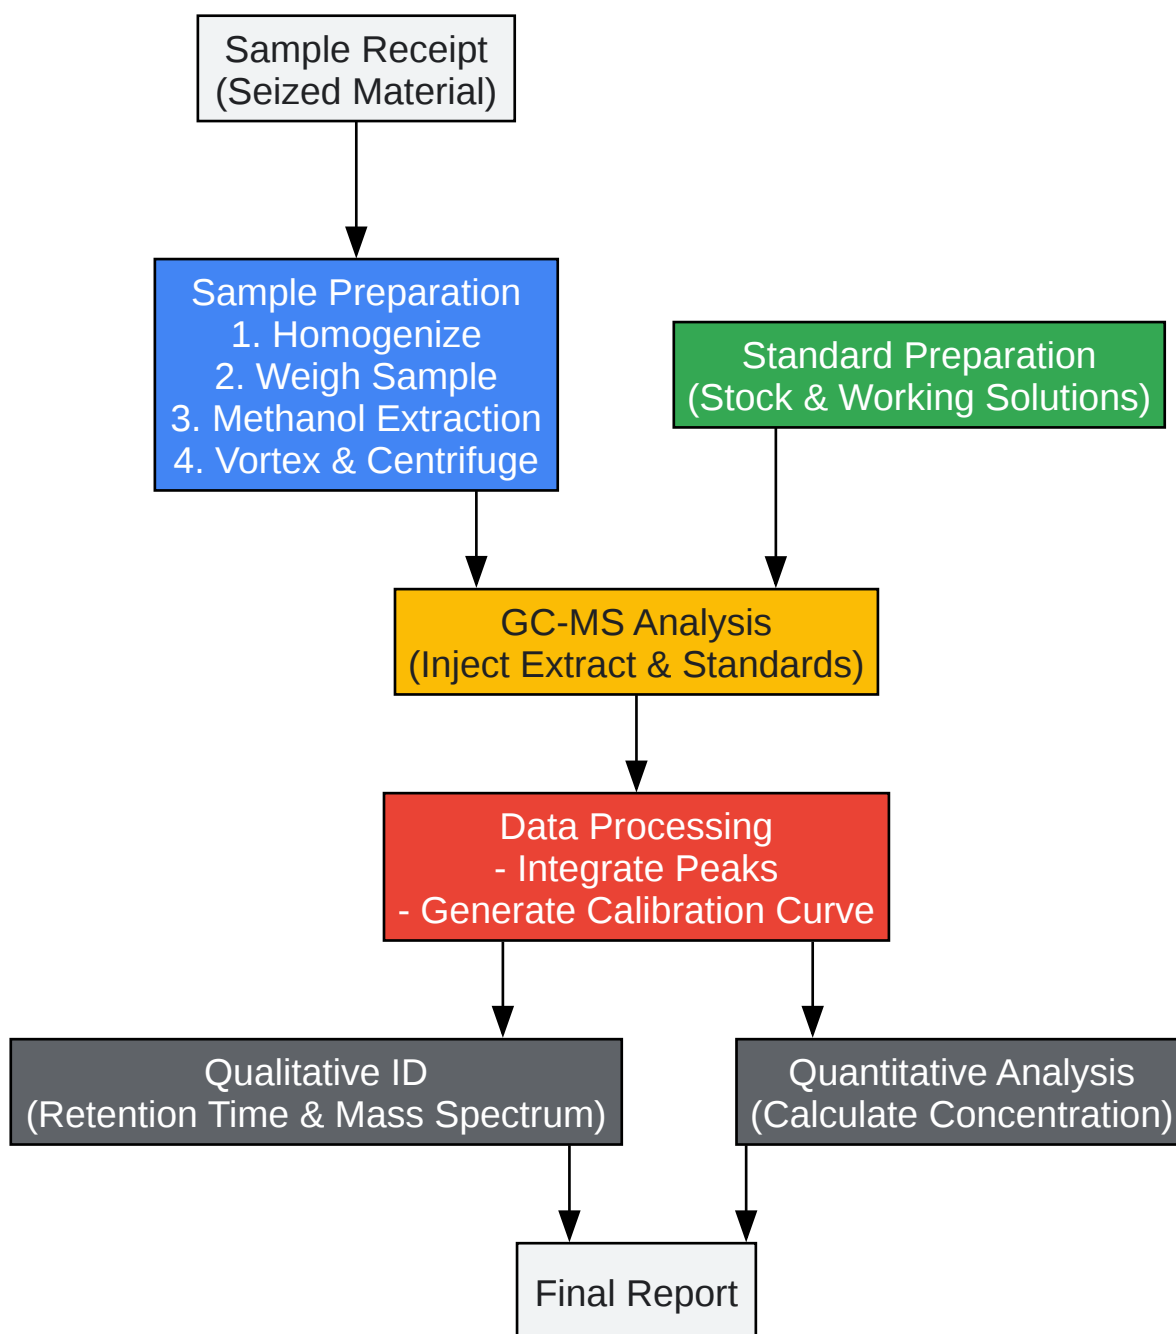 Sample Receipt
(Seized Material)
Sample Preparation
1. Homogenize
2. Weigh Sample
3. Methanol Extraction
4. Vortex & Centrifuge
Standard Preparation
(Stock & Working Solutions)
GC-MS Analysis
(Inject Extract & Standards)
Data Processing
- Integrate Peaks
- Generate Calibration Curve
Qualitative ID
(Retention Time & Mass Spectrum)
Quantitative Analysis
(Calculate Concentration)
Final Report